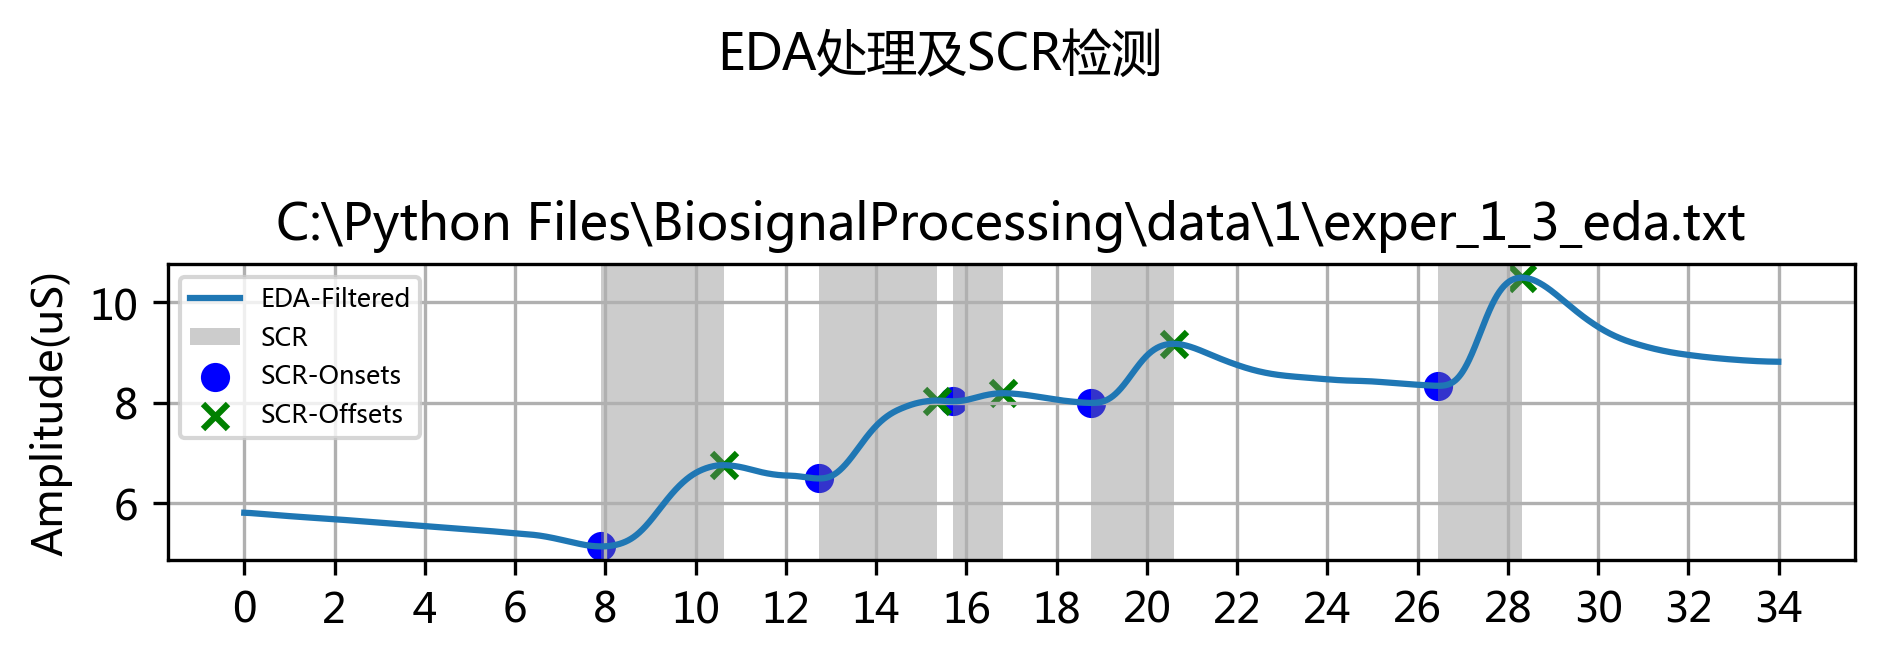 EDA处理及SCR检测
C:\Python Files\BiosignalProcessing\data\1\exper_1_3_eda.txt
Amplitude(uS)
10
8
6
EDA-Filtered
SCR
SCR-Onsets
SCR-Offsets
0 2 4 6 8 10 12 14 16 18 20 22 24 26 28 30 32 34